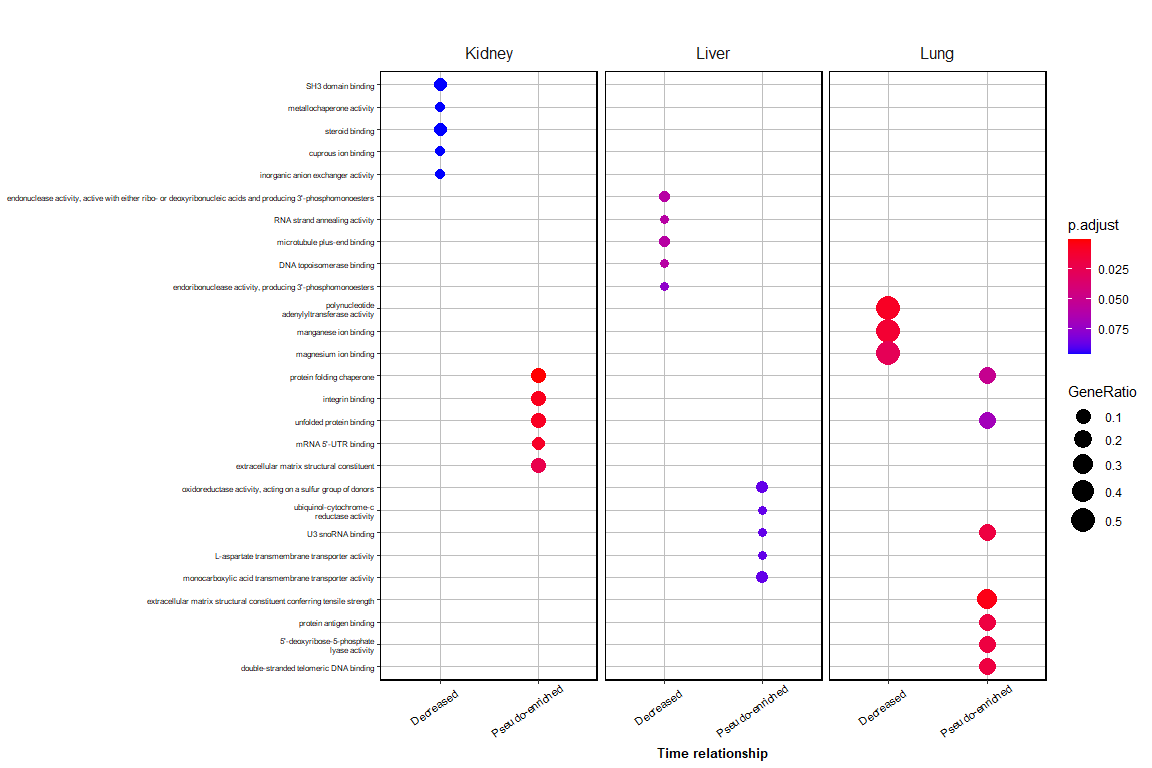 Kidney
Liver
Lung
SH3 domain binding
metallochaperone activity
steroid binding
cuprous ion binding
inorganic anion exchanger activity
endonuclease activity, active with either ribo- or deoxyribonucleic acids and producing 3'-phosphomonoesters
RNA strand annealing activity
microtubule plus-end binding
DNA topoisomerase binding
endoribonuclease activity, producing 3'-phosphomonoesters
polynucleotide
adenylyltransferase activity
manganese ion binding
magnesium ion binding
protein folding chaperone
integrin binding
unfolded protein binding
mRNA 5'-UTR binding
extracellular matrix structural constituent
oxidoreductase activity, acting on a sulfur group of donors
ubiquinol-cytochrome-c
reductase activity
U3 snoRNA binding
L-aspartate transmembrane transporter activity
monocarboxylic acid transmembrane transporter activity
extracellular matrix structural constituent conferring tensile strength
protein antigen binding
5'-deoxyribose-5-phosphate
lyase activity
double-stranded telomeric DNA binding
Decreased
Pseudo-enriched
Decreased
Pseudo-enriched
Decreased
Pseudo-enriched
Time relationship
p.adjust
0.025
0.050
0.075
GeneRatio
0.1
0.2
0.3
0.4
0.5